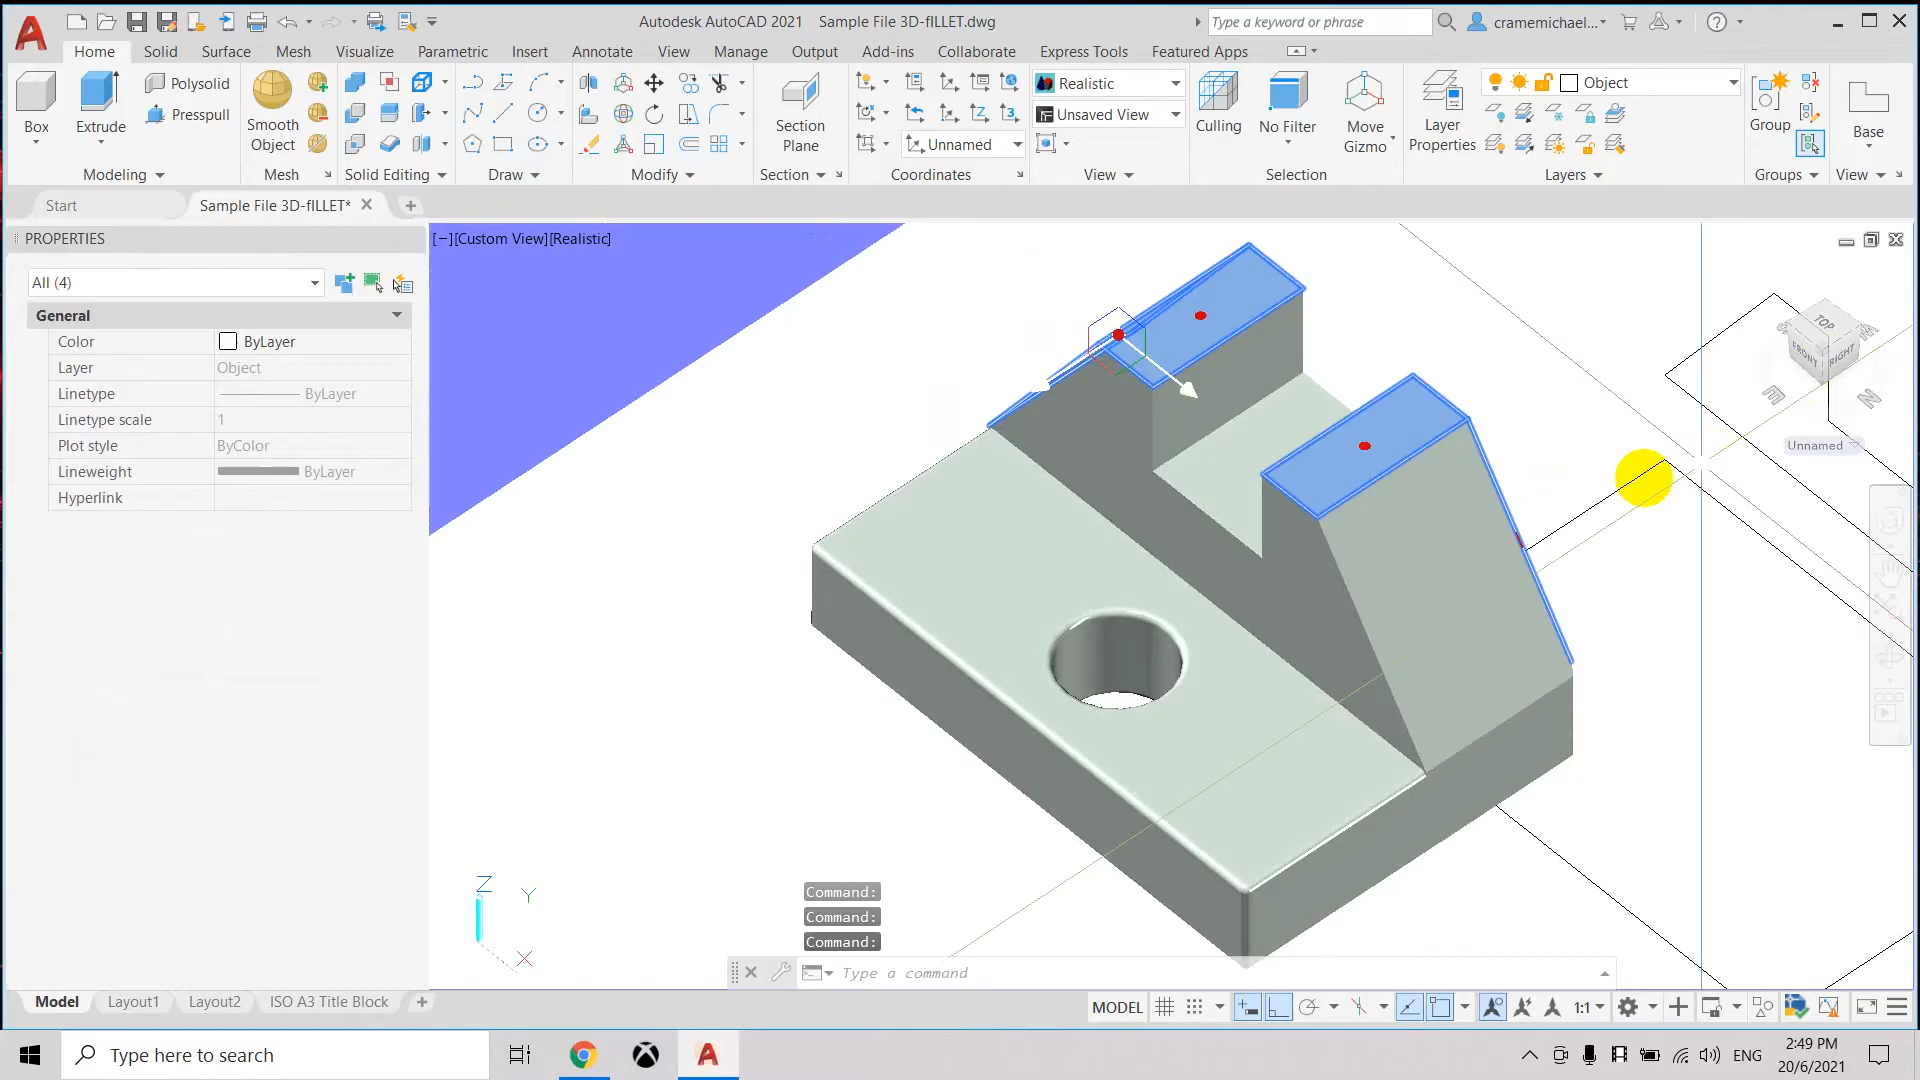 Autodesk AutoCAD 2021 Sample File 3D-fILLET.dwg
Type a keyword or phrase
cramemichael...
Home Solid Surface Mesh Visualize Parametric Insert Annotate View Manage Output Add-ins Collaborate Express Tools Featured Apps
Polysolid
Realistic
Object
Presspull
Unsaved View
Box Extrude
Smooth Object
Section Plane
Unnamed
Culling No Filter
Move Gizmo
Layer Properties
Group
Base
Modeling Mesh Solid Editing Draw Modify Section Coordinates View Selection Layers Groups View
Start Sample File 3D-fILLET*
PROPERTIES
[−][Custom View][Realistic]
All (4)
General
Color ByLayer
Layer Object
Linetype ByLayer
Linetype scale 1
Plot style ByColor
Lineweight ByLayer
Hyperlink
TOP
FRONT RIGHT
E N
Unnamed
Z Y
X
Command:
Command:
Command:
Type a command
Model Layout1 Layout2 ISO A3 Title Block
MODEL 1:1
Type here to search
ENG
2:49 PM
20/6/2021